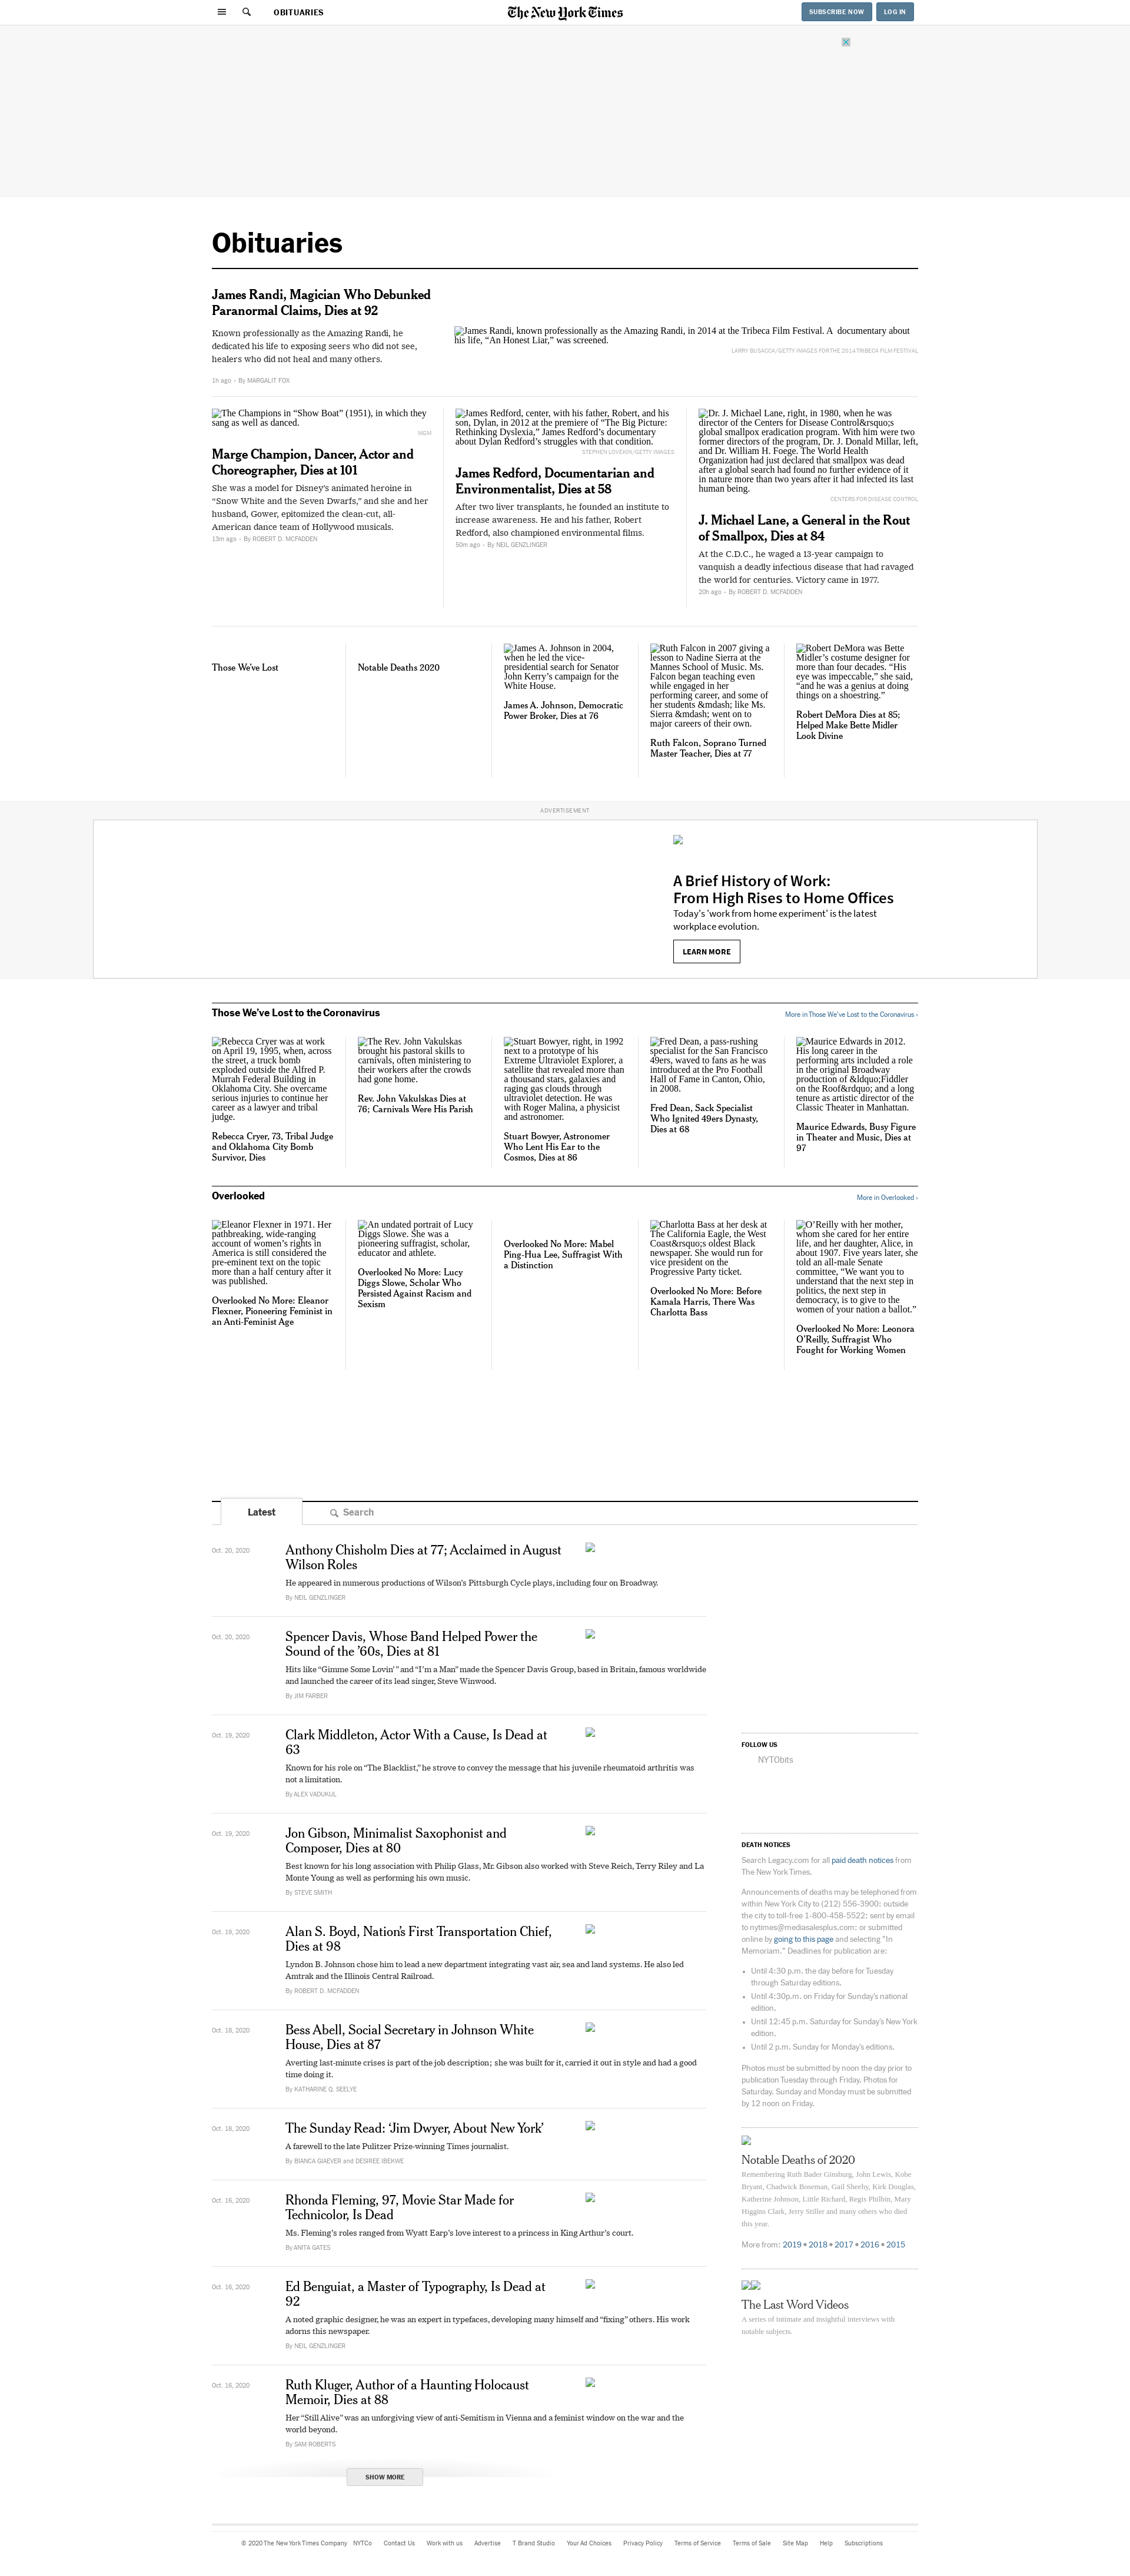 OBITUARIES
The New York Times
SUBSCRIBE NOW
LOG IN
Obituaries
James Randi, Magician Who Debunked
Paranormal Claims, Dies at 92
Known professionally as the Amazing Randi, he
dedicated his life to exposing seers who did not see,
healers who did not heal and many others.
1h ago • By MARGALIT FOX
James Randi, known professionally as the Amazing Randi, in 2014 at the Tribeca Film Festival. A documentary about
his life, “An Honest Liar,” was screened.
LARRY BUSACCA/GETTY IMAGES FOR THE 2014 TRIBECA FILM FESTIVAL
The Champions in “Show Boat” (1951), in which they
sang as well as danced.
MGM
Marge Champion, Dancer, Actor and
Choreographer, Dies at 101
She was a model for Disney’s animated heroine in
“Snow White and the Seven Dwarfs,” and she and her
husband, Gower, epitomized the clean-cut, all-
American dance team of Hollywood musicals.
13m ago • By ROBERT D. MCFADDEN
James Redford, center, with his father, Robert, and his
son, Dylan, in 2012 at the premiere of “The Big Picture:
Rethinking Dyslexia,” James Redford’s documentary
about Dylan Redford’s struggles with that condition.
STEPHEN LOVEKIN/GETTY IMAGES
James Redford, Documentarian and
Environmentalist, Dies at 58
After two liver transplants, he founded an institute to
increase awareness. He and his father, Robert
Redford, also championed environmental films.
50m ago • By NEIL GENZLINGER
Dr. J. Michael Lane, right, in 1980, when he was
director of the Centers for Disease Control&rsquo;s
global smallpox eradication program. With him were two
former directors of the program, Dr. J. Donald Millar, left,
and Dr. William H. Foege. The World Health
Organization had just declared that smallpox was dead
after a global search had found no further evidence of it
in nature more than two years after it had infected its last
human being.
CENTERS FOR DISEASE CONTROL
J. Michael Lane, a General in the Rout
of Smallpox, Dies at 84
At the C.D.C., he waged a 13-year campaign to
vanquish a deadly infectious disease that had ravaged
the world for centuries. Victory came in 1977.
20h ago • By ROBERT D. MCFADDEN
Those We’ve Lost
Notable Deaths 2020
James A. Johnson in 2004,
when he led the vice-
presidential search for Senator
John Kerry’s campaign for the
White House.
James A. Johnson, Democratic
Power Broker, Dies at 76
Ruth Falcon in 2007 giving a
lesson to Nadine Sierra at the
Mannes School of Music. Ms.
Falcon began teaching even
while engaged in her
performing career, and some of
her students &mdash; like Ms.
Sierra &mdash; went on to
major careers of their own.
Ruth Falcon, Soprano Turned
Master Teacher, Dies at 77
Robert DeMora was Bette
Midler’s costume designer for
more than four decades. “His
eye was impeccable,” she said,
“and he was a genius at doing
things on a shoestring.”
Robert DeMora Dies at 85;
Helped Make Bette Midler
Look Divine
ADVERTISEMENT
A Brief History of Work:
From High Rises to Home Offices
Today's 'work from home experiment' is the latest
workplace evolution.
LEARN MORE
Those We’ve Lost to the Coronavirus
More in Those We’ve Lost to the Coronavirus ›
Rebecca Cryer was at work
on April 19, 1995, when, across
the street, a truck bomb
exploded outside the Alfred P.
Murrah Federal Building in
Oklahoma City. She overcame
serious injuries to continue her
career as a lawyer and tribal
judge.
Rebecca Cryer, 73, Tribal Judge
and Oklahoma City Bomb
Survivor, Dies
The Rev. John Vakulskas
brought his pastoral skills to
carnivals, often ministering to
their workers after the crowds
had gone home.
Rev. John Vakulskas Dies at
76; Carnivals Were His Parish
Stuart Bowyer, right, in 1992
next to a prototype of his
Extreme Ultraviolet Explorer, a
satellite that revealed more than
a thousand stars, galaxies and
raging gas clouds through
ultraviolet detection. He was
with Roger Malina, a physicist
and astronomer.
Stuart Bowyer, Astronomer
Who Lent His Ear to the
Cosmos, Dies at 86
Fred Dean, a pass-rushing
specialist for the San Francisco
49ers, waved to fans as he was
introduced at the Pro Football
Hall of Fame in Canton, Ohio,
in 2008.
Fred Dean, Sack Specialist
Who Ignited 49ers Dynasty,
Dies at 68
Maurice Edwards in 2012.
His long career in the
performing arts included a role
in the original Broadway
production of &ldquo;Fiddler
on the Roof&rdquo; and a long
tenure as artistic director of the
Classic Theater in Manhattan.
Maurice Edwards, Busy Figure
in Theater and Music, Dies at
97
Overlooked
More in Overlooked ›
Eleanor Flexner in 1971. Her
pathbreaking, wide-ranging
account of women’s rights in
America is still considered the
pre-eminent text on the topic
more than a half century after it
was published.
Overlooked No More: Eleanor
Flexner, Pioneering Feminist in
an Anti-Feminist Age
An undated portrait of Lucy
Diggs Slowe. She was a
pioneering suffragist, scholar,
educator and athlete.
Overlooked No More: Lucy
Diggs Slowe, Scholar Who
Persisted Against Racism and
Sexism
Overlooked No More: Mabel
Ping-Hua Lee, Suffragist With
a Distinction
Charlotta Bass at her desk at
The California Eagle, the West
Coast&rsquo;s oldest Black
newspaper. She would run for
vice president on the
Progressive Party ticket.
Overlooked No More: Before
Kamala Harris, There Was
Charlotta Bass
O’Reilly with her mother,
whom she cared for her entire
life, and her daughter, Alice, in
about 1907. Five years later, she
told an all-male Senate
committee, “We want you to
understand that the next step in
politics, the next step in
democracy, is to give to the
women of your nation a ballot.”
Overlooked No More: Leonora
O’Reilly, Suffragist Who
Fought for Working Women
Latest
Search
Oct. 20, 2020
Anthony Chisholm Dies at 77; Acclaimed in August
Wilson Roles
He appeared in numerous productions of Wilson’s Pittsburgh Cycle plays, including four on Broadway.
By NEIL GENZLINGER
Oct. 20, 2020
Spencer Davis, Whose Band Helped Power the
Sound of the ’60s, Dies at 81
Hits like “Gimme Some Lovin’ ” and “I’m a Man” made the Spencer Davis Group, based in Britain, famous worldwide
and launched the career of its lead singer, Steve Winwood.
By JIM FARBER
Oct. 19, 2020
Clark Middleton, Actor With a Cause, Is Dead at
63
Known for his role on “The Blacklist,” he strove to convey the message that his juvenile rheumatoid arthritis was
not a limitation.
By ALEX VADUKUL
Oct. 19, 2020
Jon Gibson, Minimalist Saxophonist and
Composer, Dies at 80
Best known for his long association with Philip Glass, Mr. Gibson also worked with Steve Reich, Terry Riley and La
Monte Young as well as performing his own music.
By STEVE SMITH
Oct. 19, 2020
Alan S. Boyd, Nation’s First Transportation Chief,
Dies at 98
Lyndon B. Johnson chose him to lead a new department integrating vast air, sea and land systems. He also led
Amtrak and the Illinois Central Railroad.
By ROBERT D. MCFADDEN
Oct. 18, 2020
Bess Abell, Social Secretary in Johnson White
House, Dies at 87
Averting last-minute crises is part of the job description; she was built for it, carried it out in style and had a good
time doing it.
By KATHARINE Q. SEELYE
Oct. 18, 2020
The Sunday Read: ‘Jim Dwyer, About New York’
A farewell to the late Pulitzer Prize-winning Times journalist.
By BIANCA GIAEVER and DESIREE IBEKWE
Oct. 16, 2020
Rhonda Fleming, 97, Movie Star Made for
Technicolor, Is Dead
Ms. Fleming’s roles ranged from Wyatt Earp’s love interest to a princess in King Arthur’s court.
By ANITA GATES
Oct. 16, 2020
Ed Benguiat, a Master of Typography, Is Dead at
92
A noted graphic designer, he was an expert in typefaces, developing many himself and “fixing” others. His work
adorns this newspaper.
By NEIL GENZLINGER
Oct. 16, 2020
Ruth Kluger, Author of a Haunting Holocaust
Memoir, Dies at 88
Her “Still Alive” was an unforgiving view of anti-Semitism in Vienna and a feminist window on the war and the
world beyond.
By SAM ROBERTS
SHOW MORE
FOLLOW US
NYTObits
DEATH NOTICES
Search Legacy.com for all paid death notices from
The New York Times.
Announcements of deaths may be telephoned from
within New York City to (212) 556-3900; outside
the city to toll-free 1-800-458-5522; sent by email
to nytimes@mediasalesplus.com; or submitted
online by going to this page and selecting "In
Memoriam." Deadlines for publication are:
• Until 4:30 p.m. the day before for Tuesday
through Saturday editions.
• Until 4:30p.m. on Friday for Sunday’s national
edition.
• Until 12:45 p.m. Saturday for Sunday’s New York
edition.
• Until 2 p.m. Sunday for Monday’s editions.
Photos must be submitted by noon the day prior to
publication Tuesday through Friday. Photos for
Saturday. Sunday and Monday must be submitted
by 12 noon on Friday.
Notable Deaths of 2020
Remembering Ruth Bader Ginsburg, John Lewis, Kobe
Bryant, Chadwick Boseman, Gail Sheehy, Kirk Douglas,
Katherine Johnson, Little Richard, Regis Philbin, Mary
Higgins Clark, Jerry Stiller and many others who died
this year.
More from: 2019 • 2018 • 2017 • 2016 • 2015
The Last Word Videos
A series of intimate and insightful interviews with
notable subjects.
© 2020 The New York Times Company NYTCo Contact Us Work with us Advertise T Brand Studio Your Ad Choices Privacy Policy Terms of Service Terms of Sale Site Map Help Subscriptions